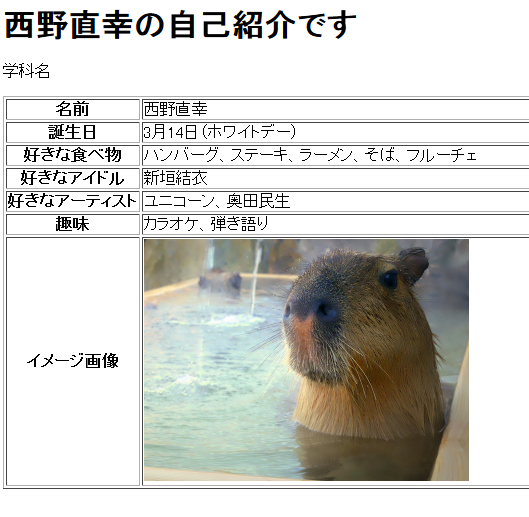 西野直幸の自己紹介です
学科名
名前 西野直幸
誕生日 3月14日(ホワイトデー)
好きな食べ物 ハンバーグ、ステーキ、ラーメン、そば、フルーチェ
好きなアイドル 新垣結衣
好きなアーティスト ユニコーン、奥田民生
趣味 カラオケ、弾き語り
イメージ画像